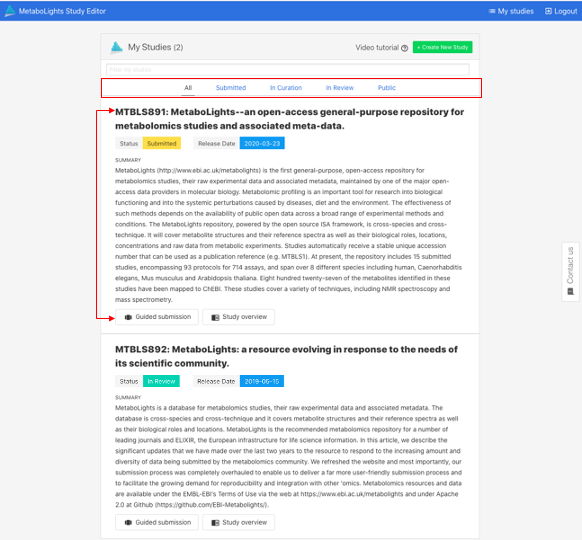 MetaboLights Study Editor
My studies
Logout
My Studies (2)
Video tutorial
+ Create New Study
Filter my studies
All
Submitted
In Curation
In Review
Public
MTBLS891: MetaboLights--an open-access general-purpose repository for
metabolomics studies and associated meta-data.
Status
Submitted
Release Date
2020-03-23
SUMMARY
MetaboLights (http://www.ebi.ac.uk/metabolights) is the first general-purpose, open-access repository for
metabolomics studies, their raw experimental data and associated metadata, maintained by one of the major open-
access data providers in molecular biology. Metabolomic profiling is an important tool for research into biological
functioning and into the systemic perturbations caused by diseases, diet and the environment. The effectiveness of
such methods depends on the availability of public open data across a broad range of experimental methods and
conditions. The MetaboLights repository, powered by the open source ISA framework, is cross-species and cross-
technique. It will cover metabolite structures and their reference spectra as well as their biological roles, locations,
concentrations and raw data from metabolic experiments. Studies automatically receive a stable unique accession
number that can be used as a publication reference (e.g. MTBLS1). At present, the repository includes 15 submitted
studies, encompassing 93 protocols for 714 assays, and span over 8 different species including human, Caenorhabditis
elegans, Mus musculus and Arabidopsis thaliana. Eight hundred twenty-seven of the metabolites identified in these
studies have been mapped to ChEBI. These studies cover a variety of techniques, including NMR spectroscopy and
mass spectrometry.
Guided submission
Study overview
Contact us
MTBLS892: MetaboLights: a resource evolving in response to the needs of
its scientific community.
Status
In Review
Release Date
2019-06-15
SUMMARY
MetaboLights is a database for metabolomics studies, their raw experimental data and associated metadata. The
database is cross-species and cross-technique and it covers metabolite structures and their reference spectra as well
as their biological roles and locations. MetaboLights is the recommended metabolomics repository for a number of
leading journals and ELIXIR, the European infrastructure for life science information. In this article, we describe the
significant updates that we have made over the last two years to the resource to respond to the increasing amount and
diversity of data being submitted by the metabolomics community. We refreshed the website and most importantly, our
submission process was completely overhauled to enable us to deliver a far more user-friendly submission process and
to facilitate the growing demand for reproducibility and integration with other 'omics. Metabolomics resources and data
are available under the EMBL-EBI's Terms of Use via the web at https://www.ebi.ac.uk/metabolights and under Apache
2.0 at Github (https://github.com/EBI-Metabolights/).
Guided submission
Study overview